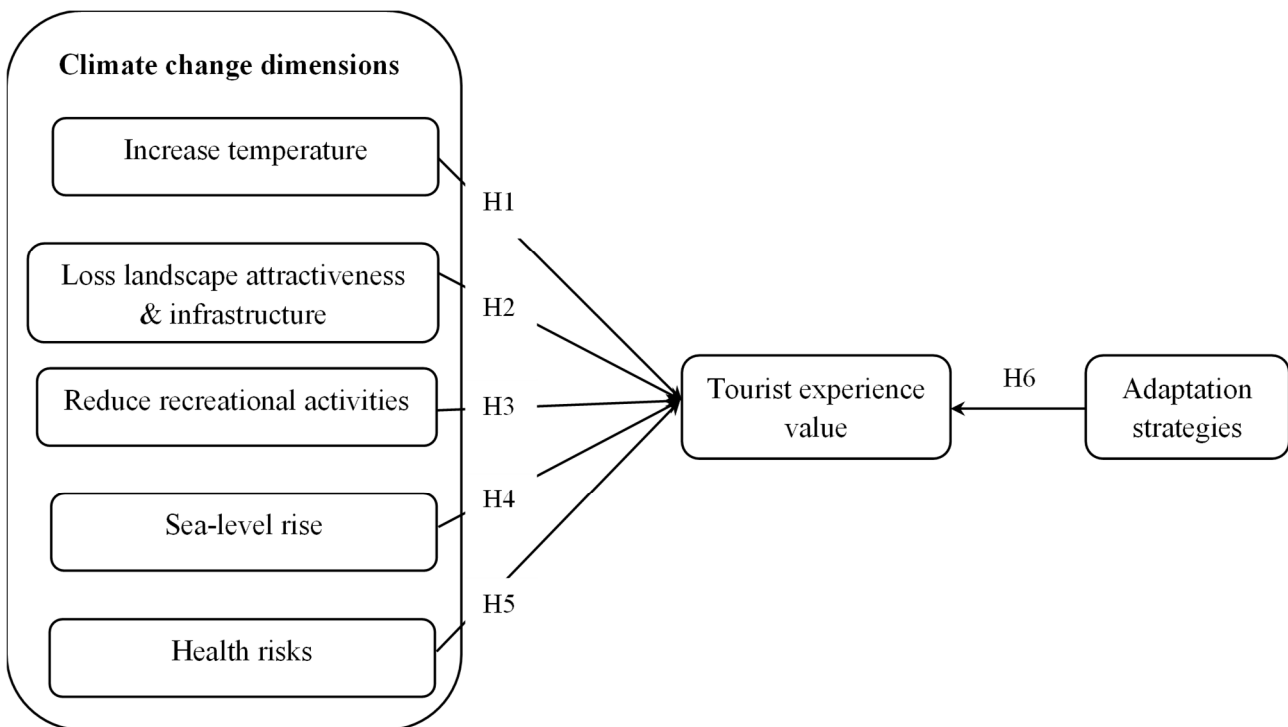 Climate change dimensions
Increase temperature
H1
Loss landscape attractiveness
& infrastructure
H2
Reduce recreational activities
H3
Sea-level rise
H4
Health risks
H5
Tourist experience
value
H6
Adaptation
strategies